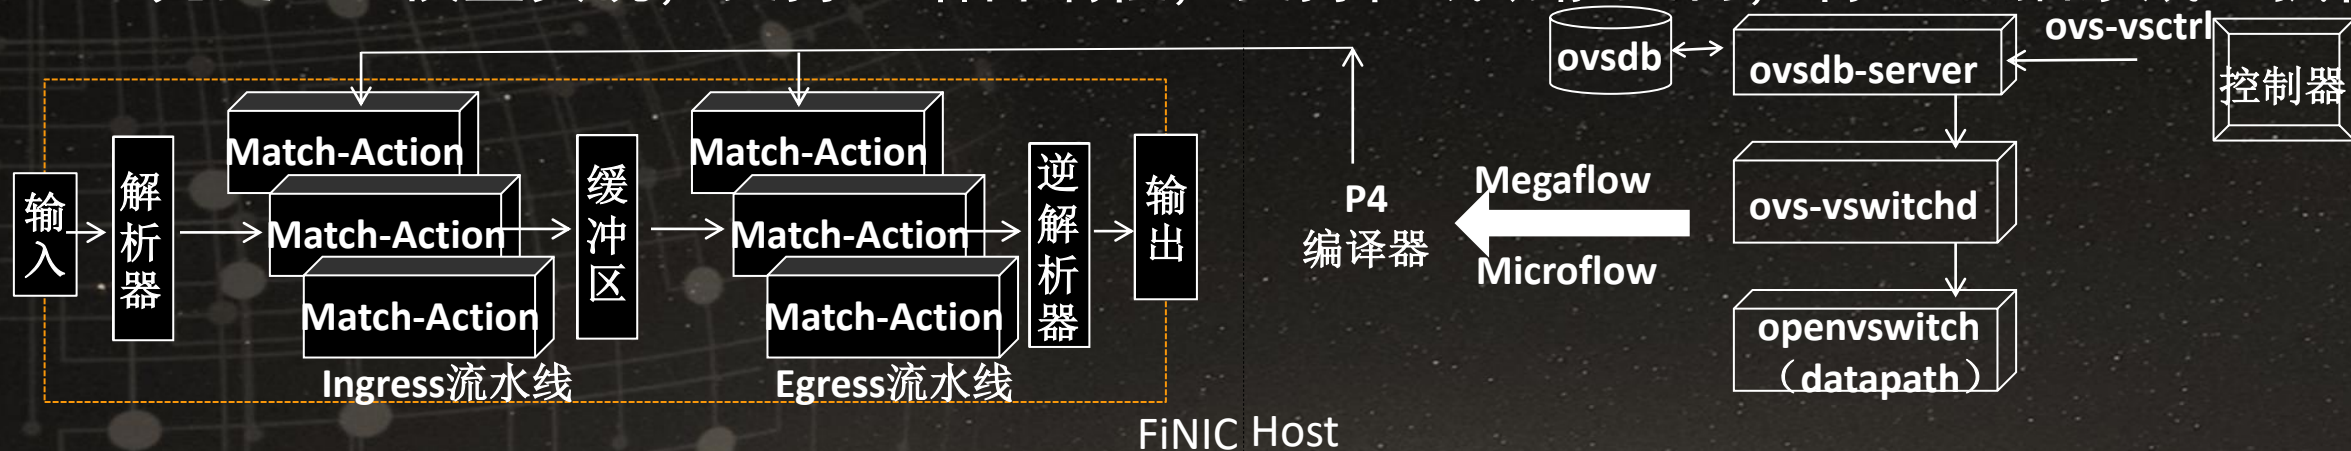 ovs-vsctrl
ovsdb
ovsdb-server
控制器
Match-Action
Match-Action
Match-Action
Match-Action
Match-Action
Match-Action
输入
解析器
缓冲区
逆解析器
输出
Ingress流水线
Egress流水线
P4
编译器
Megaflow
Microflow
ovs-vswitchd
openvswitch
（datapath）
FiNIC
Host